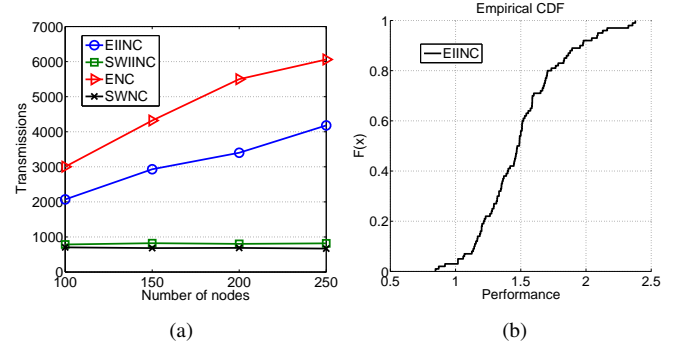 7000
6000
5000
4000
3000
2000
1000
0
Transmissions
EIINC
SWIINC
ENC
SWNC
100 150 200 250
Number of nodes
(a)
Empirical CDF
EIINC
1
0.8
0.6
0.4
0.2
0
F(x)
0.5 1 1.5 2 2.5
Performance
(b)